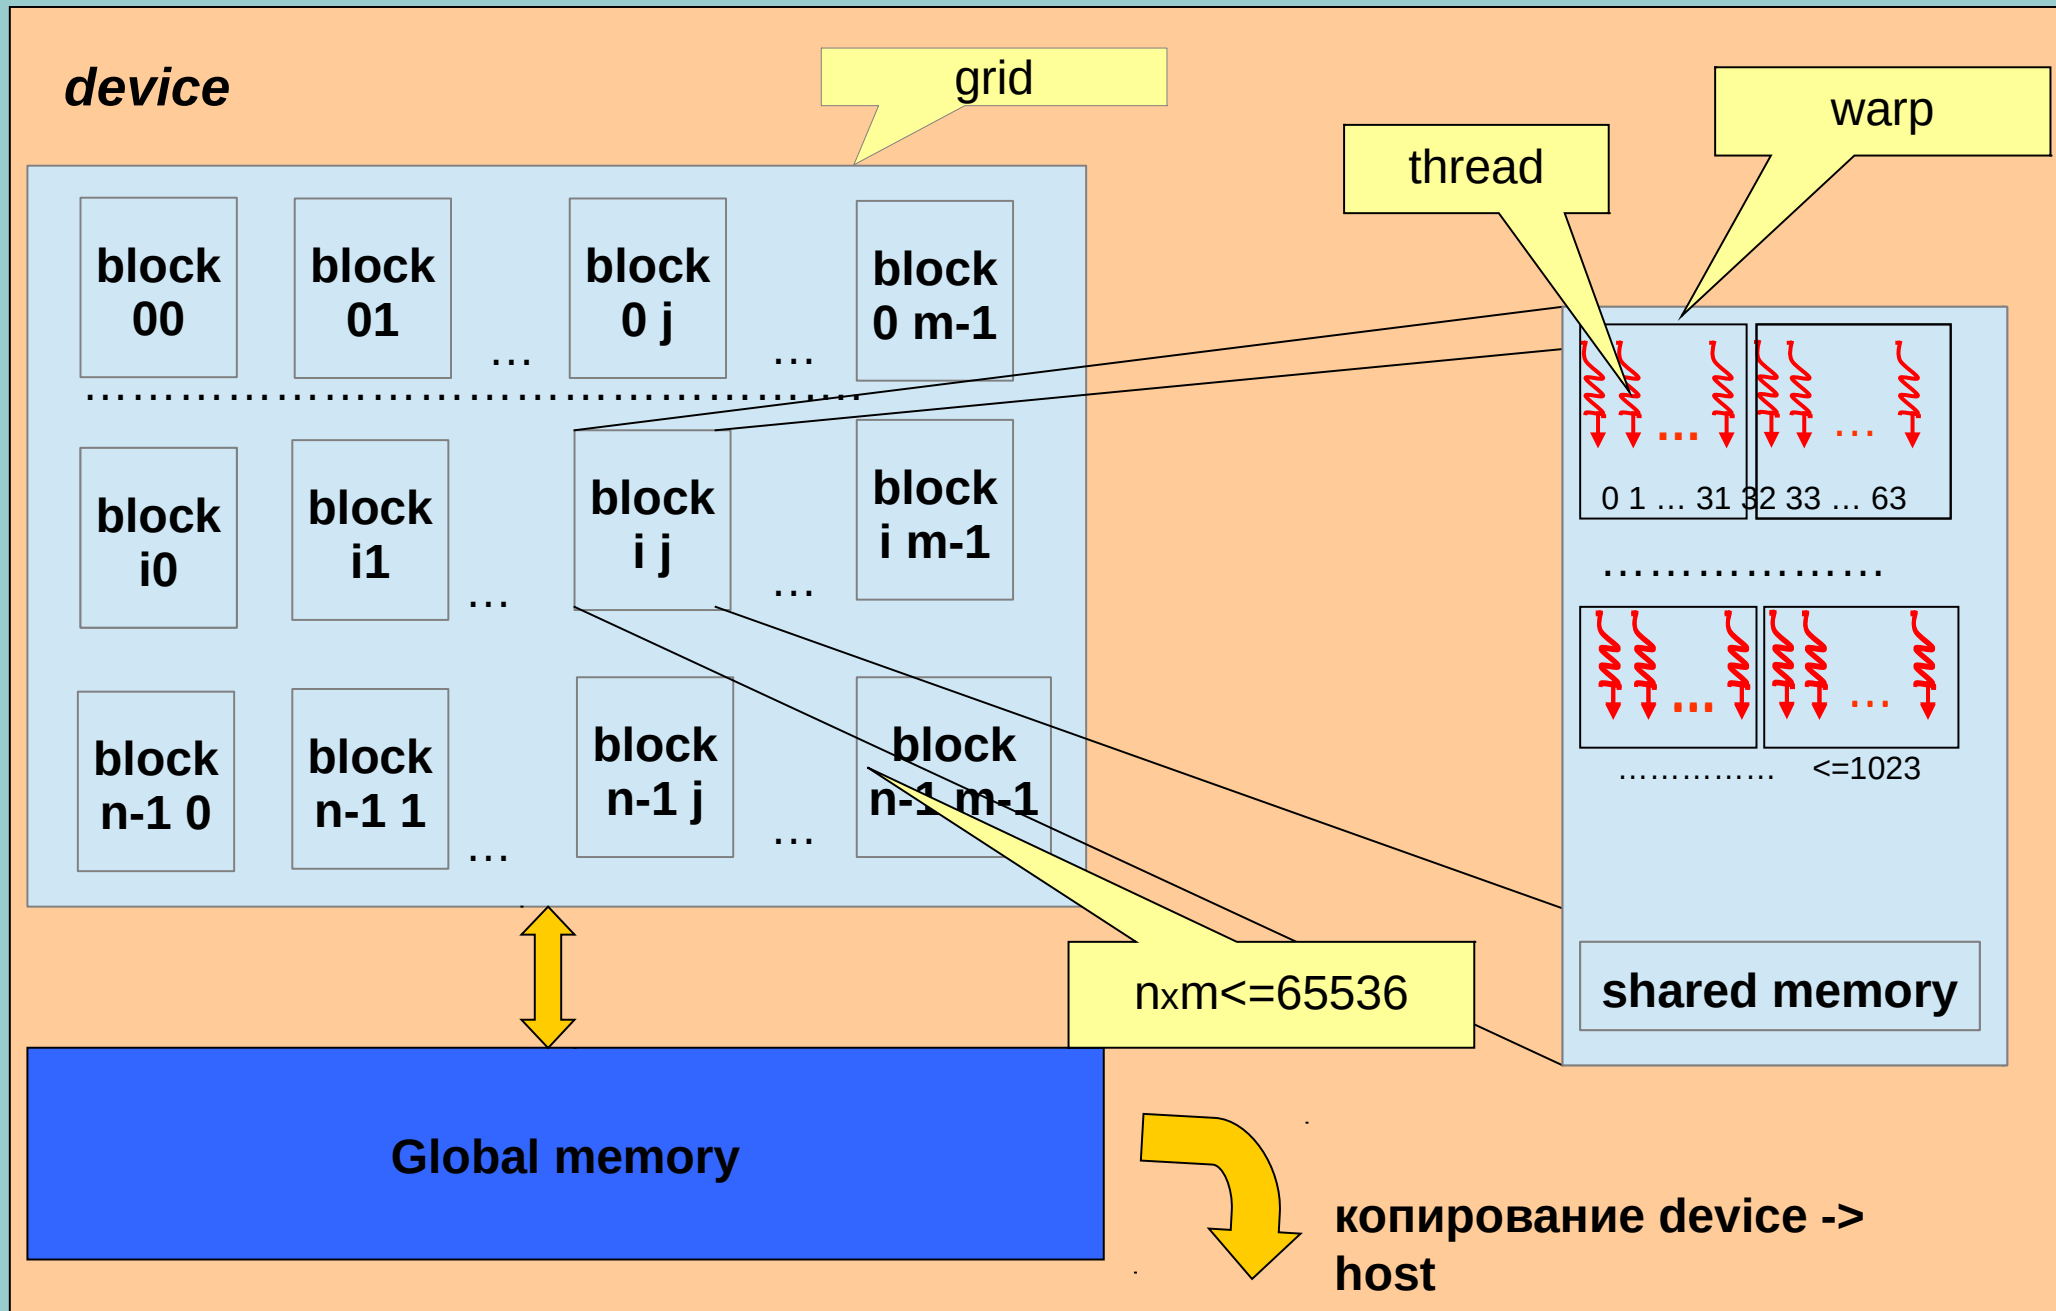 device
grid
thread
warp
block
00
block
01
…
block
0 j
…
block
0 m-1
……………………………………………
block
i0
block
i1
…
block
i j
…
block
i m-1
block
n-1 0
block
n-1 1
…
block
n-1 j
…
block
n-1 m-1
…
…
0 1 … 31 32 33 … 63
………………
…
…
…………… <=1023
shared memory
nxm<=65536
Global memory
копирование device ->
host